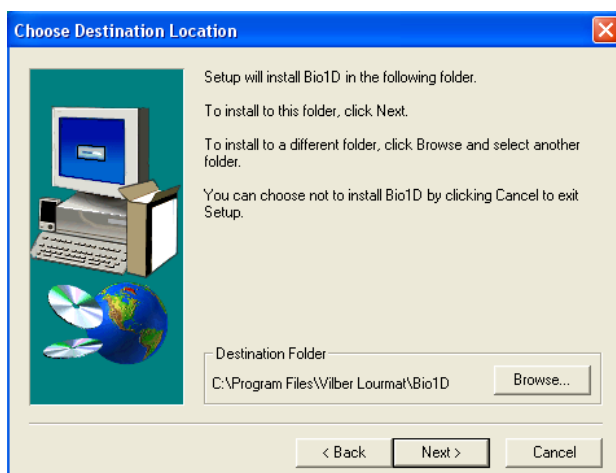 Choose Destination Location
Setup will install Bio1D in the following folder.
To install to this folder, click Next.
To install to a different folder, click Browse and select another
folder.
You can choose not to install Bio1D by clicking Cancel to exit
Setup.
Destination Folder
C:\Program Files\Vilber Lourmat\Bio1D
Browse...
< Back
Next >
Cancel